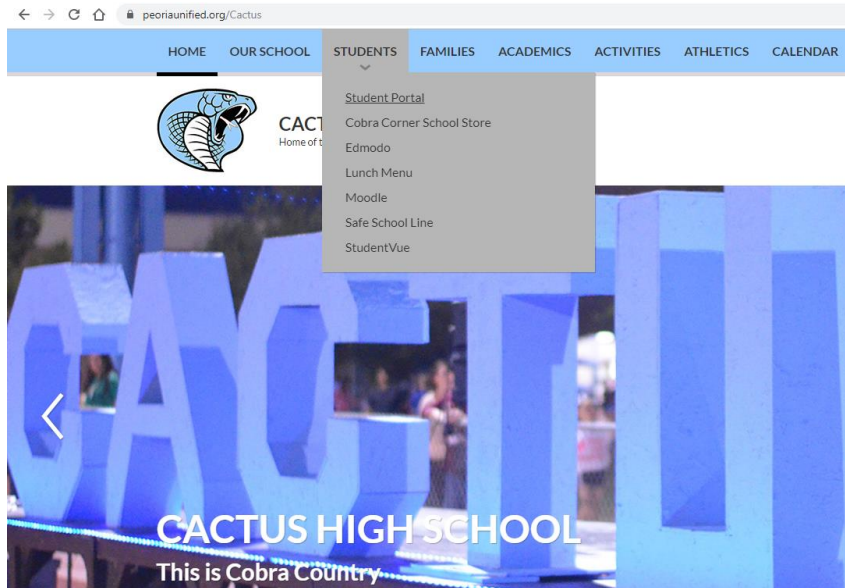 peoriaunified.org/Cactus
HOME OUR SCHOOL STUDENTS FAMILIES ACADEMICS ACTIVITIES ATHLETICS CALENDAR
Student Portal
Cobra Corner School Store
Edmodo
Lunch Menu
Moodle
Safe School Line
StudentVue
CACT
Home of t
CACTU
CACTUS HIGH SCHOOL
This is Cobra Country